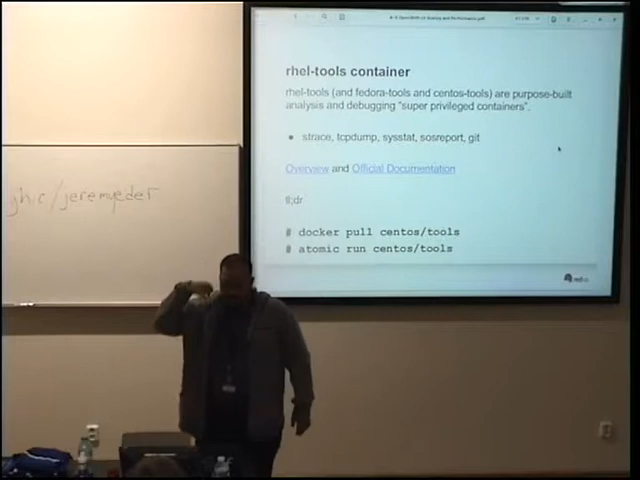 rhel-tools container
rhel-tools (and fedora-tools and centos-tools) are purpose-built
analysis and debugging "super privileged containers".
• strace, tcpdump, sysstat, sosreport, git
Overview and Official Documentation
tl;dr
# docker pull centos/tools
# atomic run centos/tools
/jeremyeder